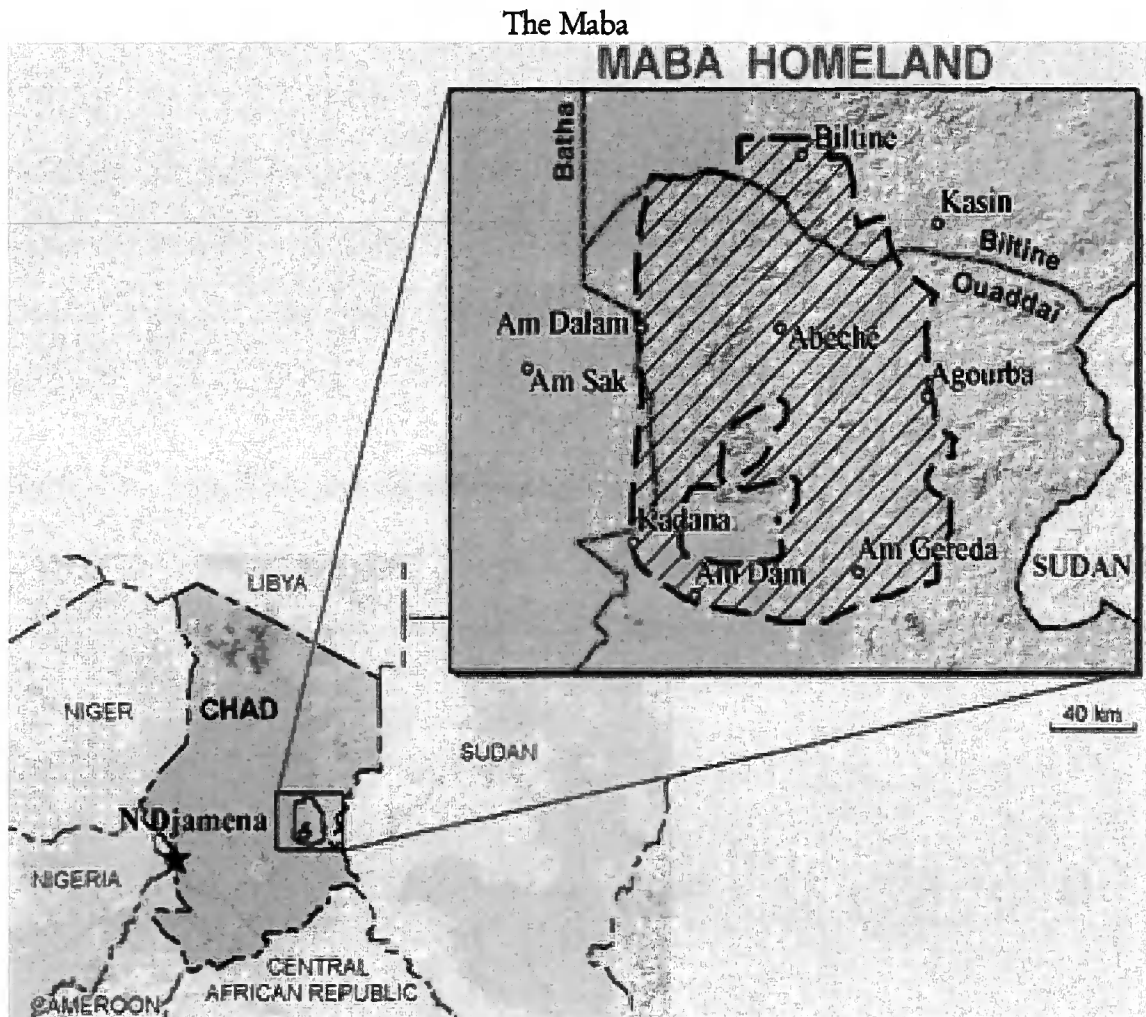 The Maba
MABA HOMELAND
Batha
Biltine
Kasin
Biltine
Ouaddaï
Am Dalam
Abéché
Am Sak
Agourba
Kadana
Am Gereda
Am Dam
SUDAN
LIBYA
NIGER
CHAD
SUDAN
40 km
N'Djamena
NIGERIA
CENTRAL
AFRICAN REPUBLIC
CAMEROON